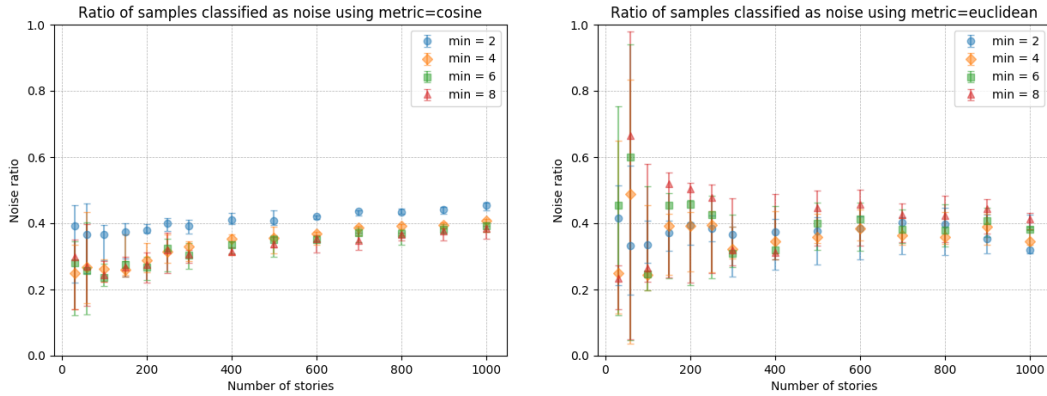 Ratio of samples classified as noise using metric=cosine
1.0
0.8
0.6
0.4
0.2
0.0
Noise ratio
min = 2
min = 4
min = 6
min = 8
0 200 400 600 800 1000
Number of stories
Ratio of samples classified as noise using metric=euclidean
1.0
0.8
0.6
0.4
0.2
0.0
Noise ratio
min = 2
min = 4
min = 6
min = 8
0 200 400 600 800 1000
Number of stories